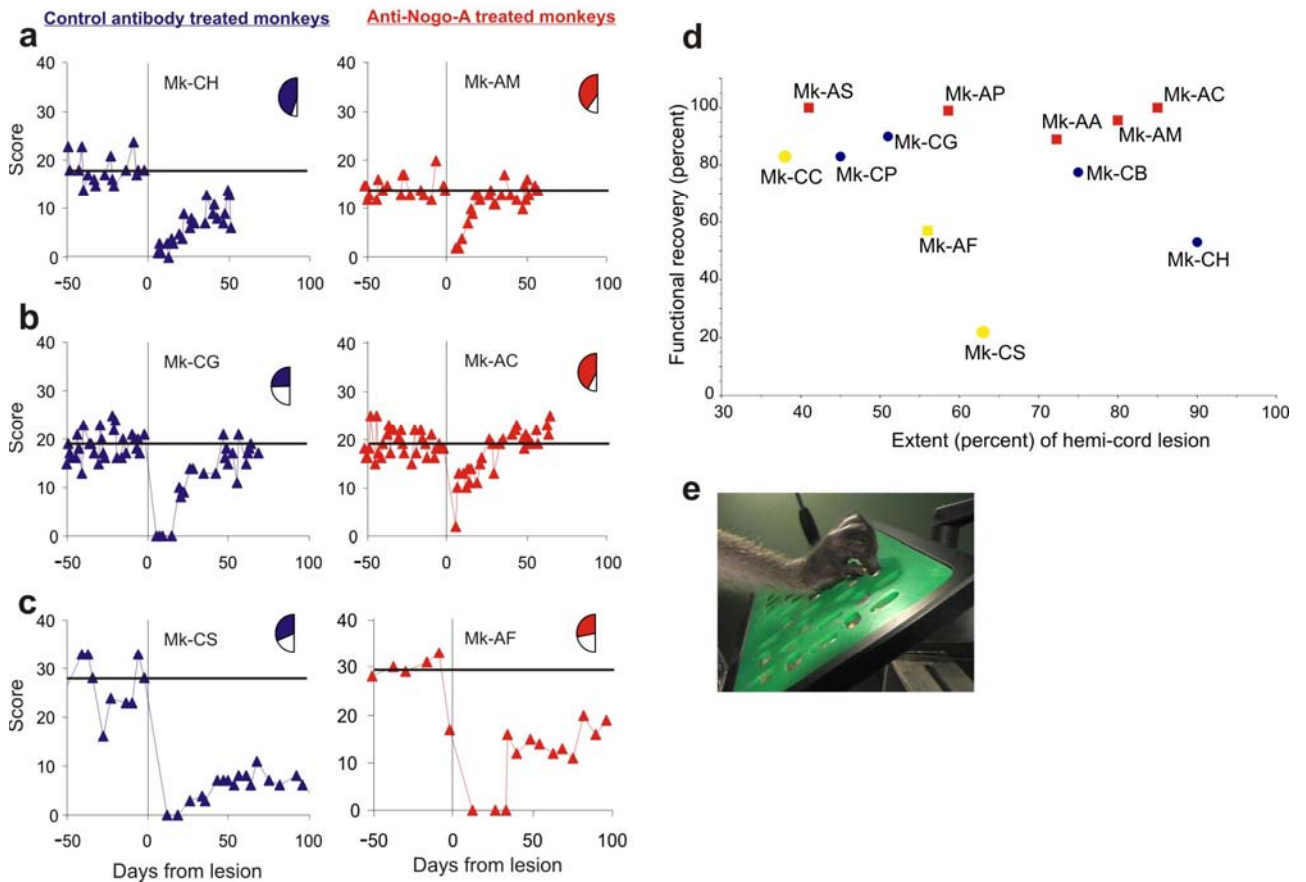 Control antibody treated monkeys
Anti-Nogo-A treated monkeys
a
Score
40
30
20
10
0
Mk-CH
−50
0
50
100
40
30
20
10
0
Mk-AM
−50
0
50
100
b
Score
40
30
20
10
0
Mk-CG
−50
0
50
100
40
30
20
10
0
Mk-AC
−50
0
50
100
c
Score
40
30
20
10
0
Mk-CS
−50
0
50
100
Days from lesion
40
30
20
10
0
Mk-AF
−50
0
50
100
Days from lesion
d
Functional recovery (percent)
100
80
60
40
20
0
Mk-AS
Mk-AP
Mk-AC
Mk-AA
Mk-AM
Mk-CG
Mk-CC
Mk-CP
Mk-CB
Mk-AF
Mk-CH
Mk-CS
30
40
50
60
70
80
90
100
Extent (percent) of hemi-cord lesion
e